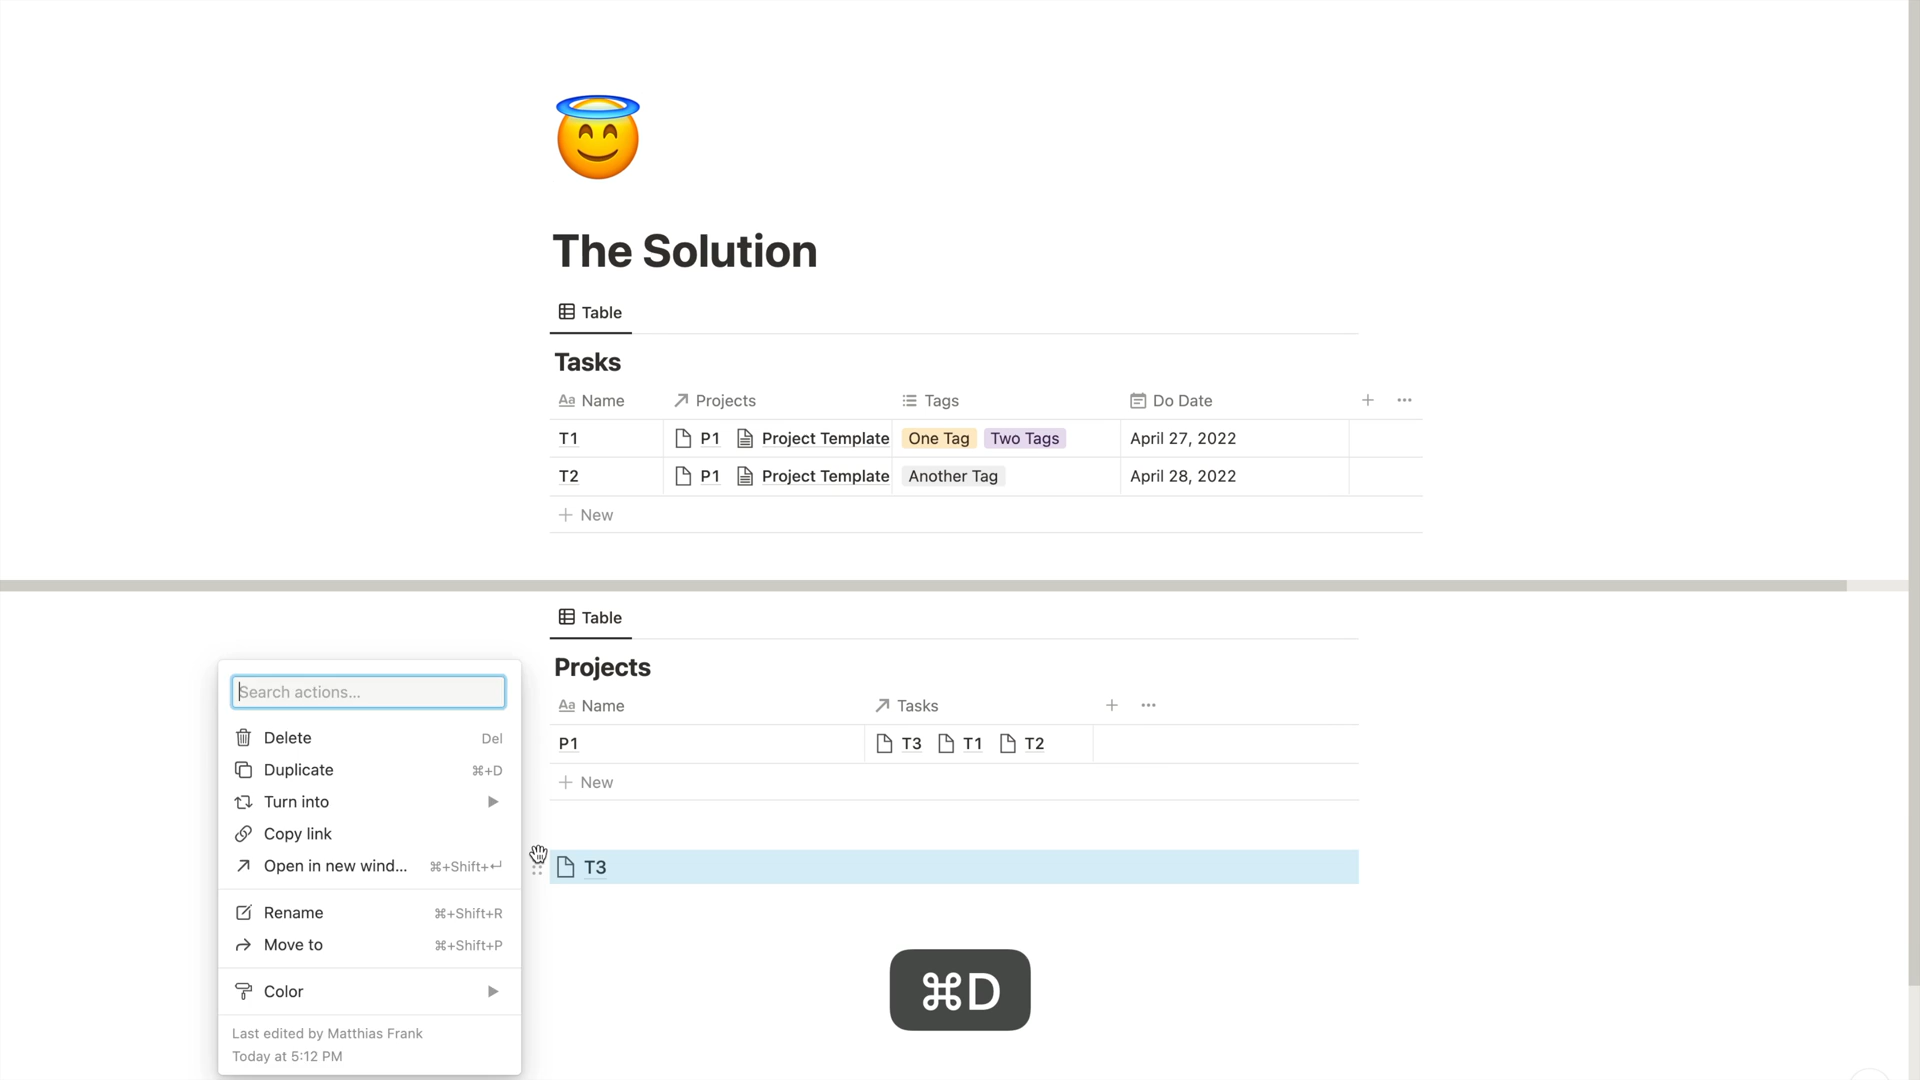 The Solution
Table
Tasks
Aa Name Projects Tags Do Date
T1 P1 Project Template One Tag Two Tags April 27, 2022
T2 P1 Project Template Another Tag April 28, 2022
+ New
Table
Projects
Aa Name Tasks
P1 T3 T1 T2
+ New
T3
Search actions...
Delete Del
Duplicate ⌘+D
Turn into
Copy link
Open in new wind... ⌘+Shift+↵
Rename ⌘+Shift+R
Move to ⌘+Shift+P
Color
Last edited by Matthias Frank
Today at 5:12 PM
⌘D